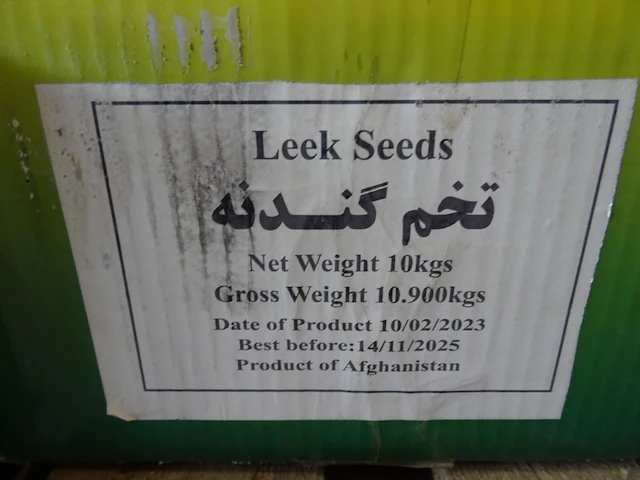 Leek Seeds
تخم گندنه
Net Weight 10kgs
Gross Weight 10.900kgs
Date of Product 10/02/2023
Best before:14/11/2025
Product of Afghanistan